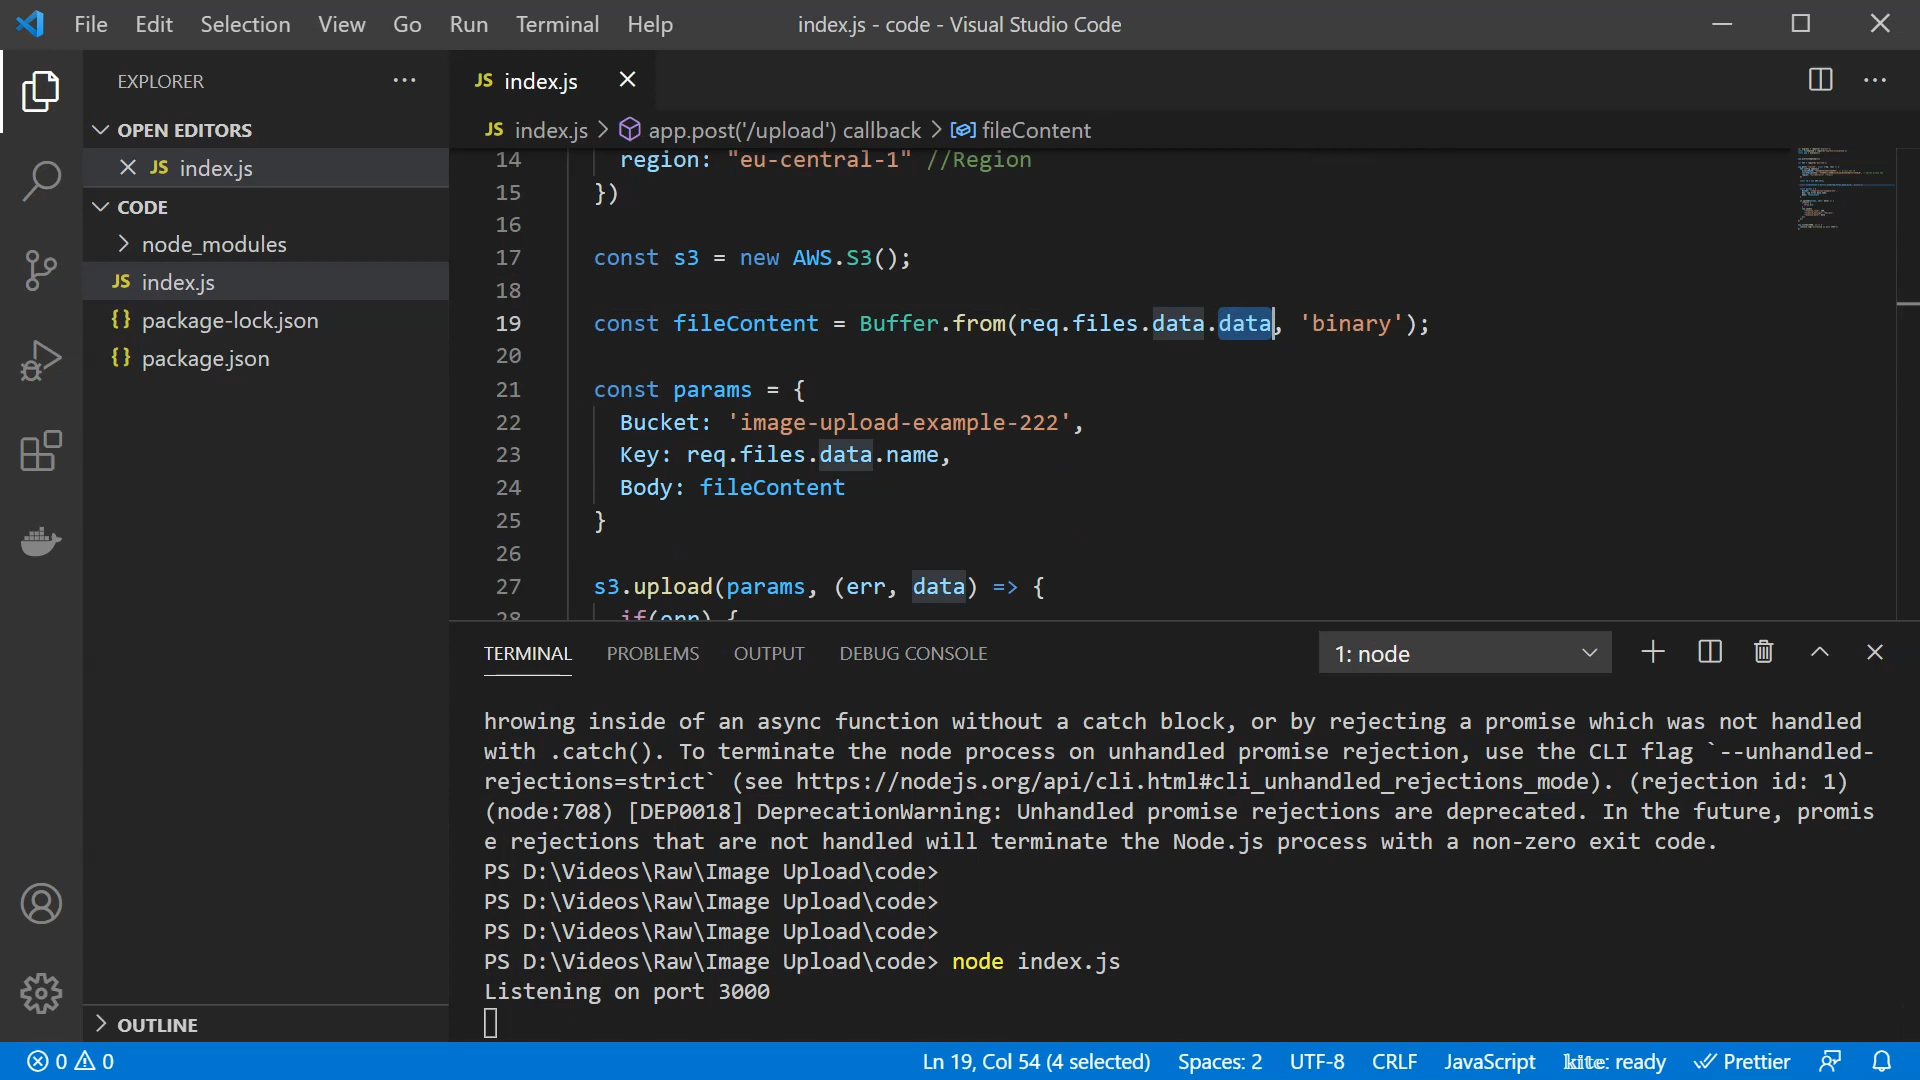 File Edit Selection View Go Run Terminal Help index.js - code - Visual Studio Code
EXPLORER
OPEN EDITORS
JS index.js
CODE
node_modules
JS index.js
{} package-lock.json
{} package.json
OUTLINE
JS index.js
JS index.js > app.post('/upload') callback > fileContent
14 region: "eu-central-1" //Region
15 })
16
17 const s3 = new AWS.S3();
18
19 const fileContent = Buffer.from(req.files.data.data, 'binary');
20
21 const params = {
22 Bucket: 'image-upload-example-222',
23 Key: req.files.data.name,
24 Body: fileContent
25 }
26
27 s3.upload(params, (err, data) => {
28 if(err) {
TERMINAL PROBLEMS OUTPUT DEBUG CONSOLE 1: node
hrowing inside of an async function without a catch block, or by rejecting a promise which was not handled
with .catch(). To terminate the node process on unhandled promise rejection, use the CLI flag `--unhandled-
rejections=strict` (see https://nodejs.org/api/cli.html#cli_unhandled_rejections_mode). (rejection id: 1)
(node:708) [DEP0018] DeprecationWarning: Unhandled promise rejections are deprecated. In the future, promis
e rejections that are not handled will terminate the Node.js process with a non-zero exit code.
PS D:\Videos\Raw\Image Upload\code>
PS D:\Videos\Raw\Image Upload\code>
PS D:\Videos\Raw\Image Upload\code>
PS D:\Videos\Raw\Image Upload\code> node index.js
Listening on port 3000
0 0 Ln 19, Col 54 (4 selected) Spaces: 2 UTF-8 CRLF JavaScript kite: ready Prettier